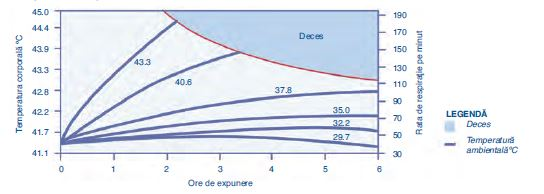 45.0
44.4
43.9
43.3
42.8
42.2
41.7
41.1
Temperatura corporală ºC
190
170
150
130
110
90
70
50
30
Rata de respirație pe minut
Deces
43.3
40.6
37.8
35.0
32.2
29.7
0 1 2 3 4 5 6
Ore de expunere
LEGENDĂ
Deces
Temperatură
ambientalăºC